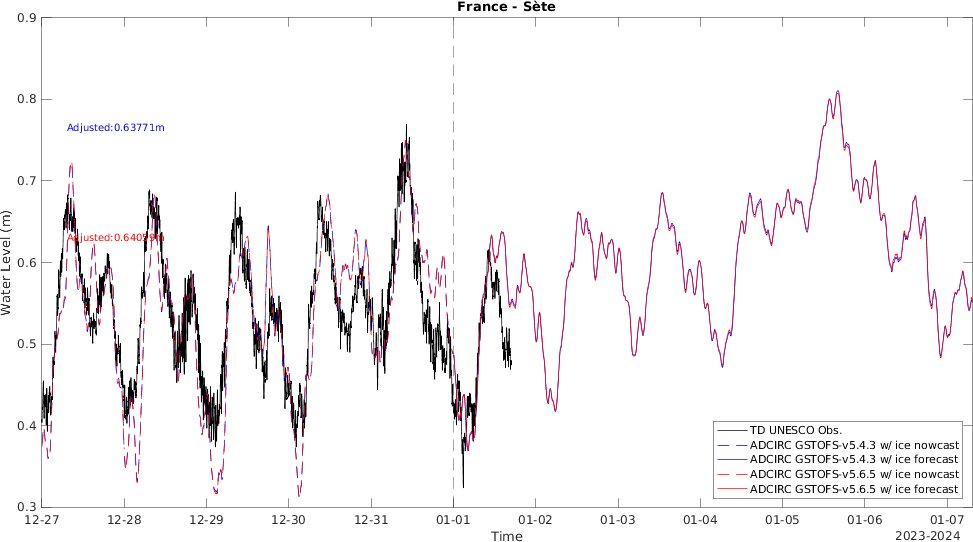 France - Sète
0.9
0.8
0.7
0.6
0.5
0.4
0.3
Water Level (m)
Adjusted:0.63771m
TD UNESCO Obs.
ADCIRC GSTOFS-v5.4.3 w/ ice nowcast
ADCIRC GSTOFS-v5.4.3 w/ ice forecast
ADCIRC GSTOFS-v5.6.5 w/ ice nowcast
ADCIRC GSTOFS-v5.6.5 w/ ice forecast
12-27 12-28 12-29 12-30 12-31 01-01 01-02 01-03 01-04 01-05 01-06 01-07
Time
2023-2024